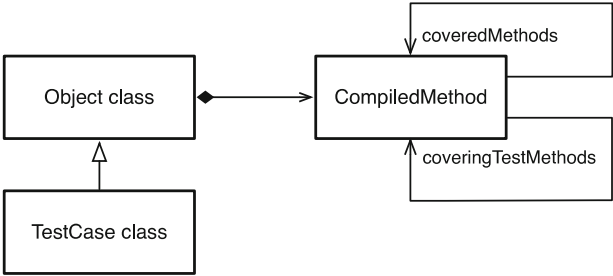 coveredMethods
Object class
CompiledMethod
coveringTestMethods
TestCase class